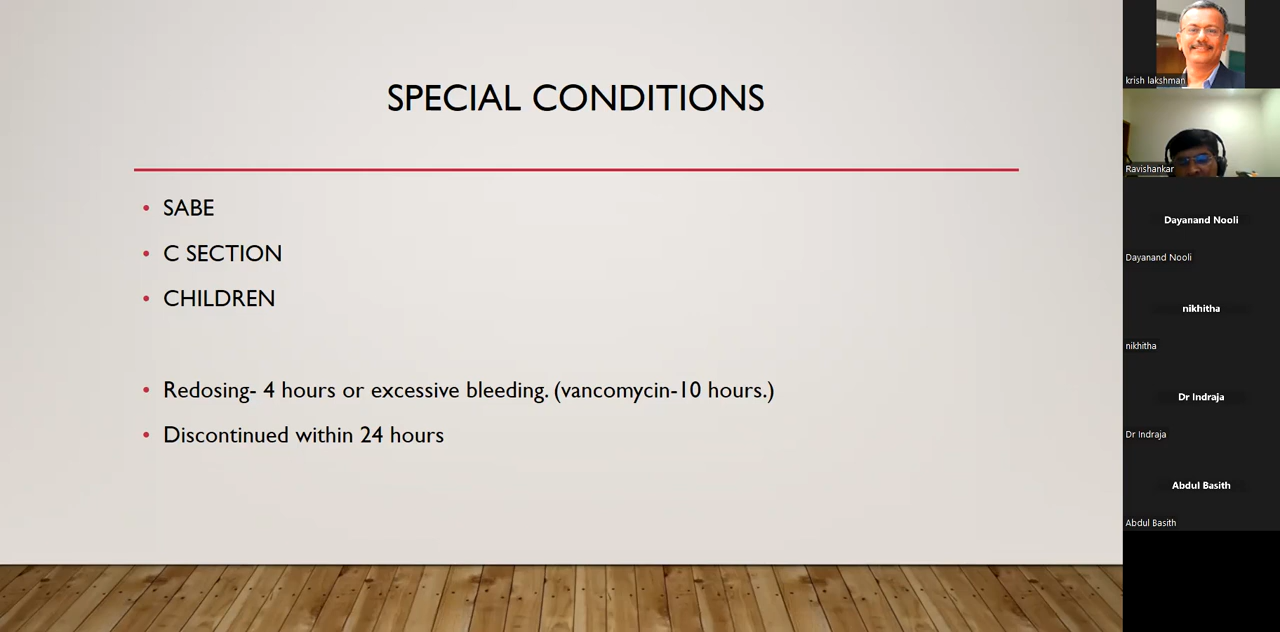 SPECIAL CONDITIONS
• SABE
• C SECTION
• CHILDREN
• Redosing- 4 hours or excessive bleeding. (vancomycin-10 hours.)
• Discontinued within 24 hours
krish lakshman
Ravishankar
Dayanand Nooli
Dayanand Nooli
nikhitha
nikhitha
Dr Indraja
Dr Indraja
Abdul Basith
Abdul Basith